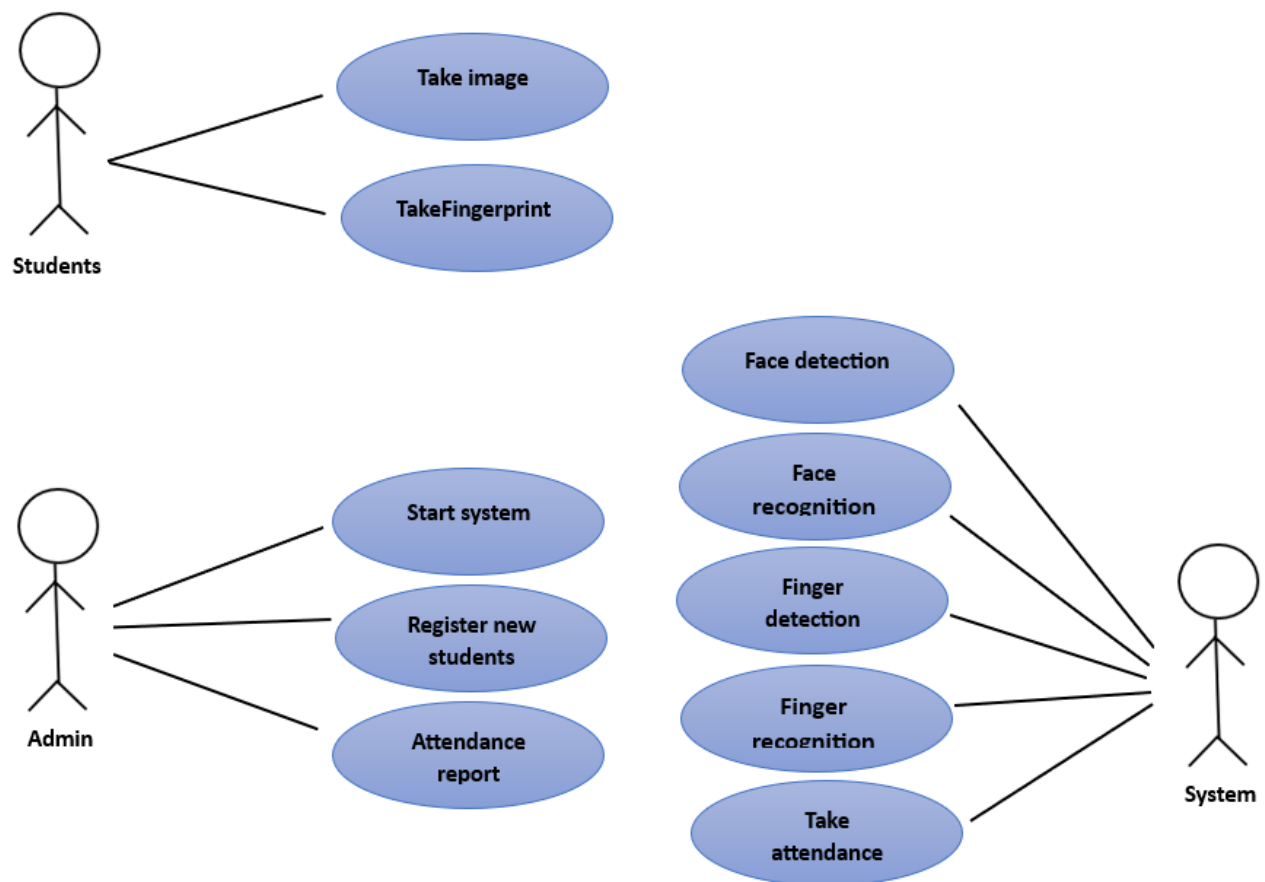 Take image
TakeFingerprint
Students
Face detection
Face
recognition
Finger
detection
Finger
recognition
Take
attendance
System
Start system
Register new
students
Attendance
report
Admin